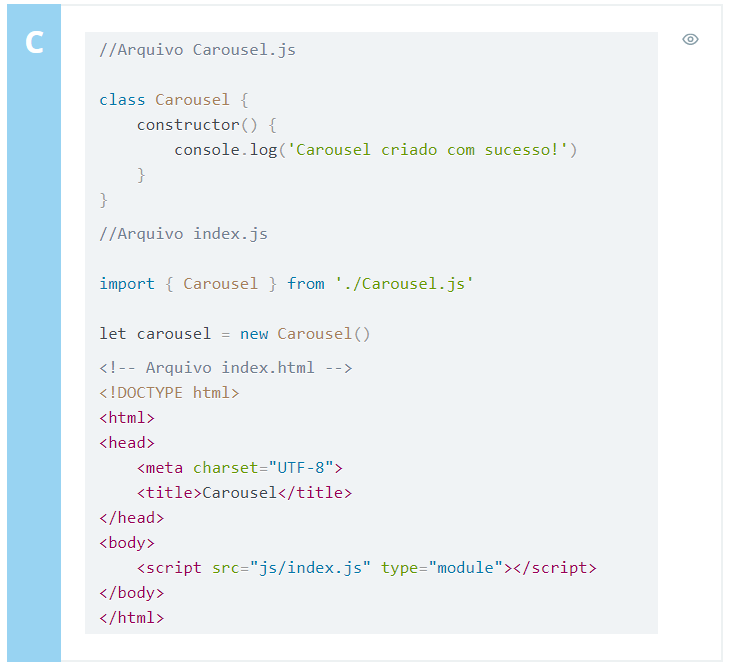 C
//Arquivo Carousel.js
class Carousel {
    constructor() {
        console.log('Carousel criado com sucesso!')
    }
}
//Arquivo index.js
import { Carousel } from './Carousel.js'
let carousel = new Carousel()
<!-- Arquivo index.html -->
<!DOCTYPE html>
<html>
<head>
    <meta charset="UTF-8">
    <title>Carousel</title>
</head>
<body>
    <script src="js/index.js" type="module"></script>
</body>
</html>